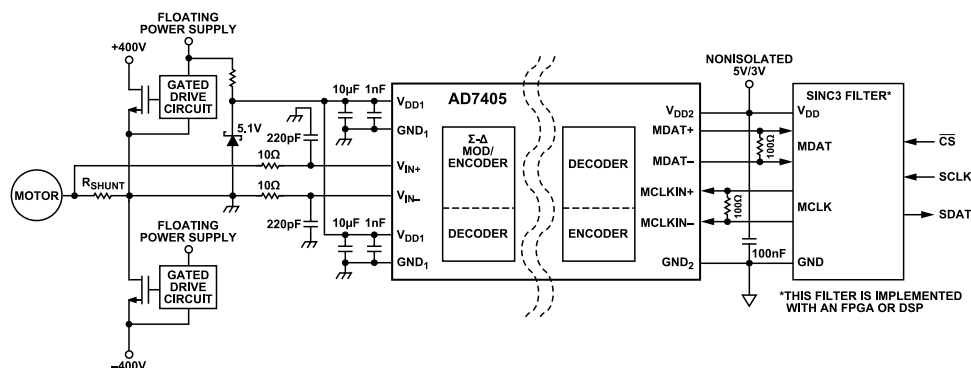 FLOATING
POWER SUPPLY
+400V
GATED
DRIVE
CIRCUIT
5.1V
MOTOR
RSHUNT
FLOATING
POWER SUPPLY
GATED
DRIVE
CIRCUIT
–400V
10Ω
10Ω
220pF
220pF
10µF 1nF
10µF 1nF
AD7405
VDD1
GND1
VIN+
VIN–
VDD1
GND1
Σ-Δ
MOD/
ENCODER
DECODER
DECODER
ENCODER
VDD2
MDAT+
MDAT–
MCLKIN+
MCLKIN–
GND2
NONISOLATED
5V/3V
100Ω
100Ω
100nF
SINC3 FILTER*
VDD
MDAT
MCLK
GND
CS
SCLK
SDAT
*THIS FILTER IS IMPLEMENTED
WITH AN FPGA OR DSP